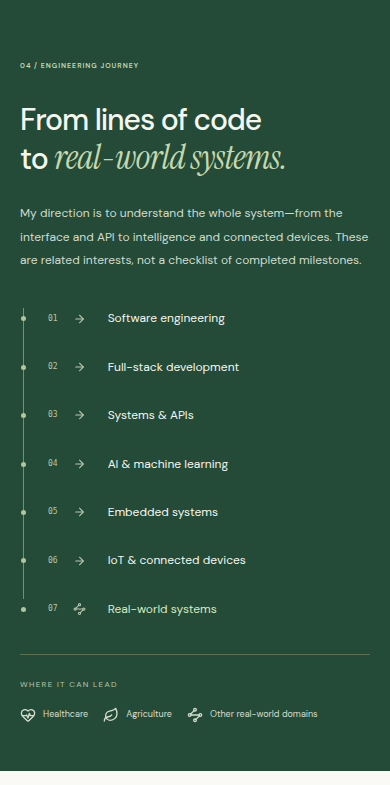 04 / ENGINEERING JOURNEY
From lines of code
to real-world systems.
My direction is to understand the whole system—from the
interface and API to intelligence and connected devices. These
are related interests, not a checklist of completed milestones.
01 → Software engineering
02 → Full-stack development
03 → Systems & APIs
04 → AI & machine learning
05 → Embedded systems
06 → IoT & connected devices
07 Real-world systems
WHERE IT CAN LEAD
Healthcare Agriculture Other real-world domains